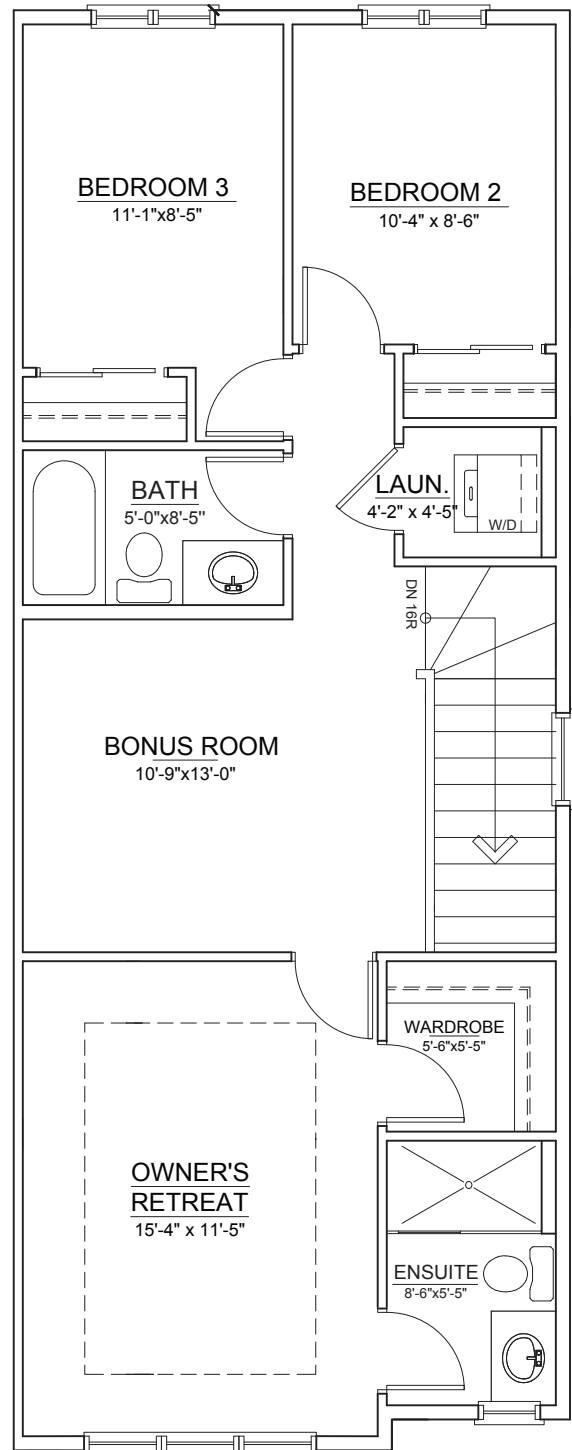 BEDROOM 3
11'-1"x8'-5"
BEDROOM 2
10'-4" x 8'-6"
BATH
5'-0"x8'-5"
LAUN.
4'-2" x 4'-5"
W/D
DN 16R
BONUS ROOM
10'-9"x13'-0"
WARDROBE
5'-6"x5'-5"
OWNER'S
RETREAT
15'-4" x 11'-5"
ENSUITE
8'-6"x5'-5"